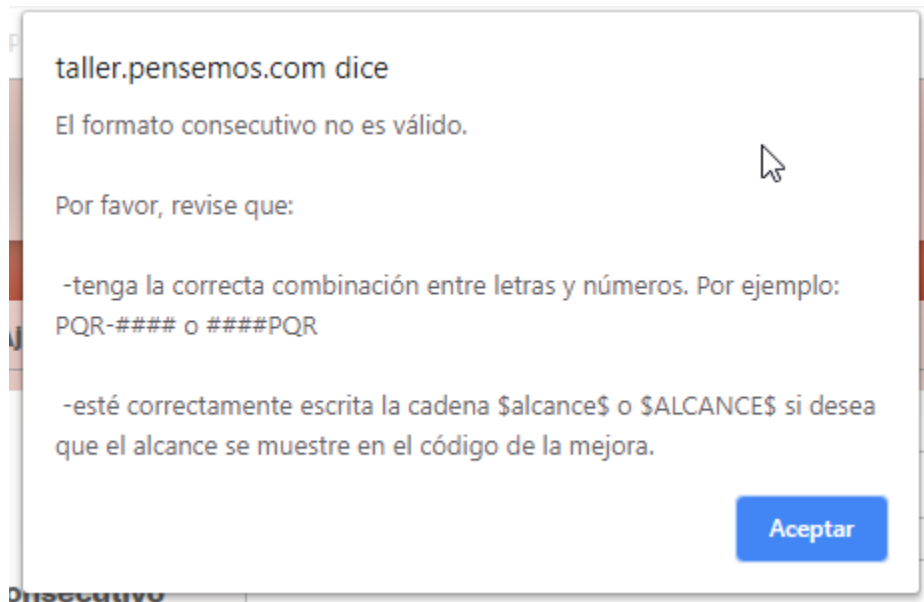 taller.pensemos.com dice
El formato consecutivo no es válido.
Por favor, revise que:
-tenga la correcta combinación entre letras y números. Por ejemplo:
PQR-#### o ####PQR
-esté correctamente escrita la cadena $alcance$ o $ALCANCE$ si desea
que el alcance se muestre en el código de la mejora.
Aceptar